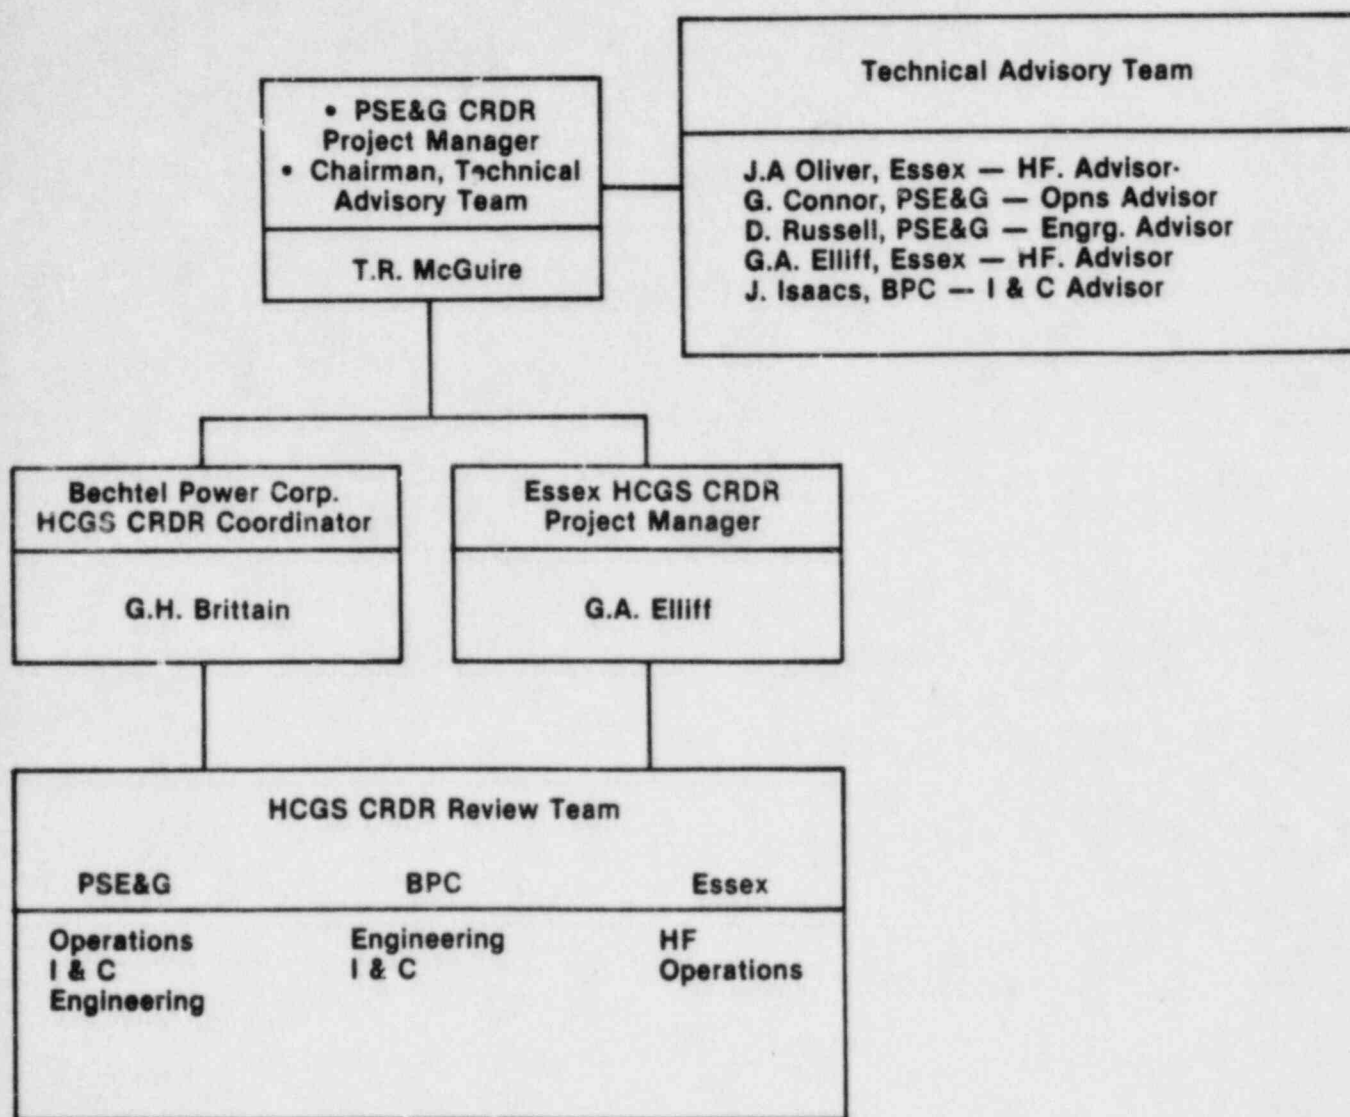 • PSE&G CRDR
Project Manager
• Chairman, Technical
Advisory Team
T.R. McGuire
Technical Advisory Team
J.A Oliver, Essex — HF. Advisor
G. Connor, PSE&G — Opns Advisor
D. Russell, PSE&G — Engrg. Advisor
G.A. Elliff, Essex — HF. Advisor
J. Isaacs, BPC — I & C Advisor
Bechtel Power Corp.
HCGS CRDR Coordinator
G.H. Brittain
Essex HCGS CRDR
Project Manager
G.A. Elliff
HCGS CRDR Review Team
PSE&G BPC Essex
Operations Engineering HF
I & C I & C Operations
Engineering